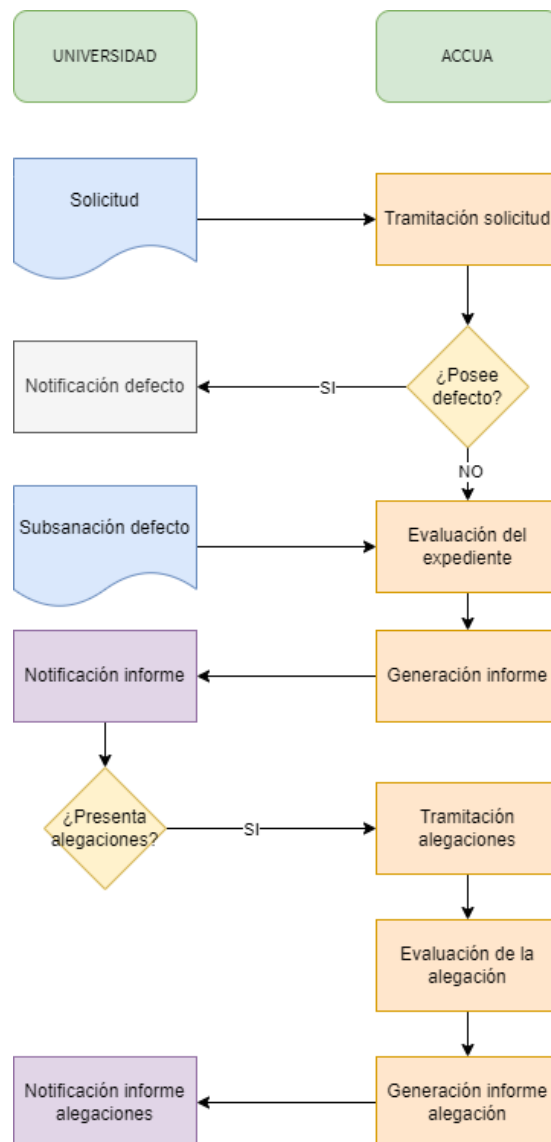 UNIVERSIDAD
ACCUA
Solicitud
Tramitación solicitud
Notificación defecto
SI
¿Posee
defecto?
NO
Subsanación defecto
Evaluación del
expediente
Notificación informe
Generación informe
¿Presenta
alegaciones?
SI
Tramitación
alegaciones
Evaluación de la
alegación
Notificación informe
alegaciones
Generación informe
alegación